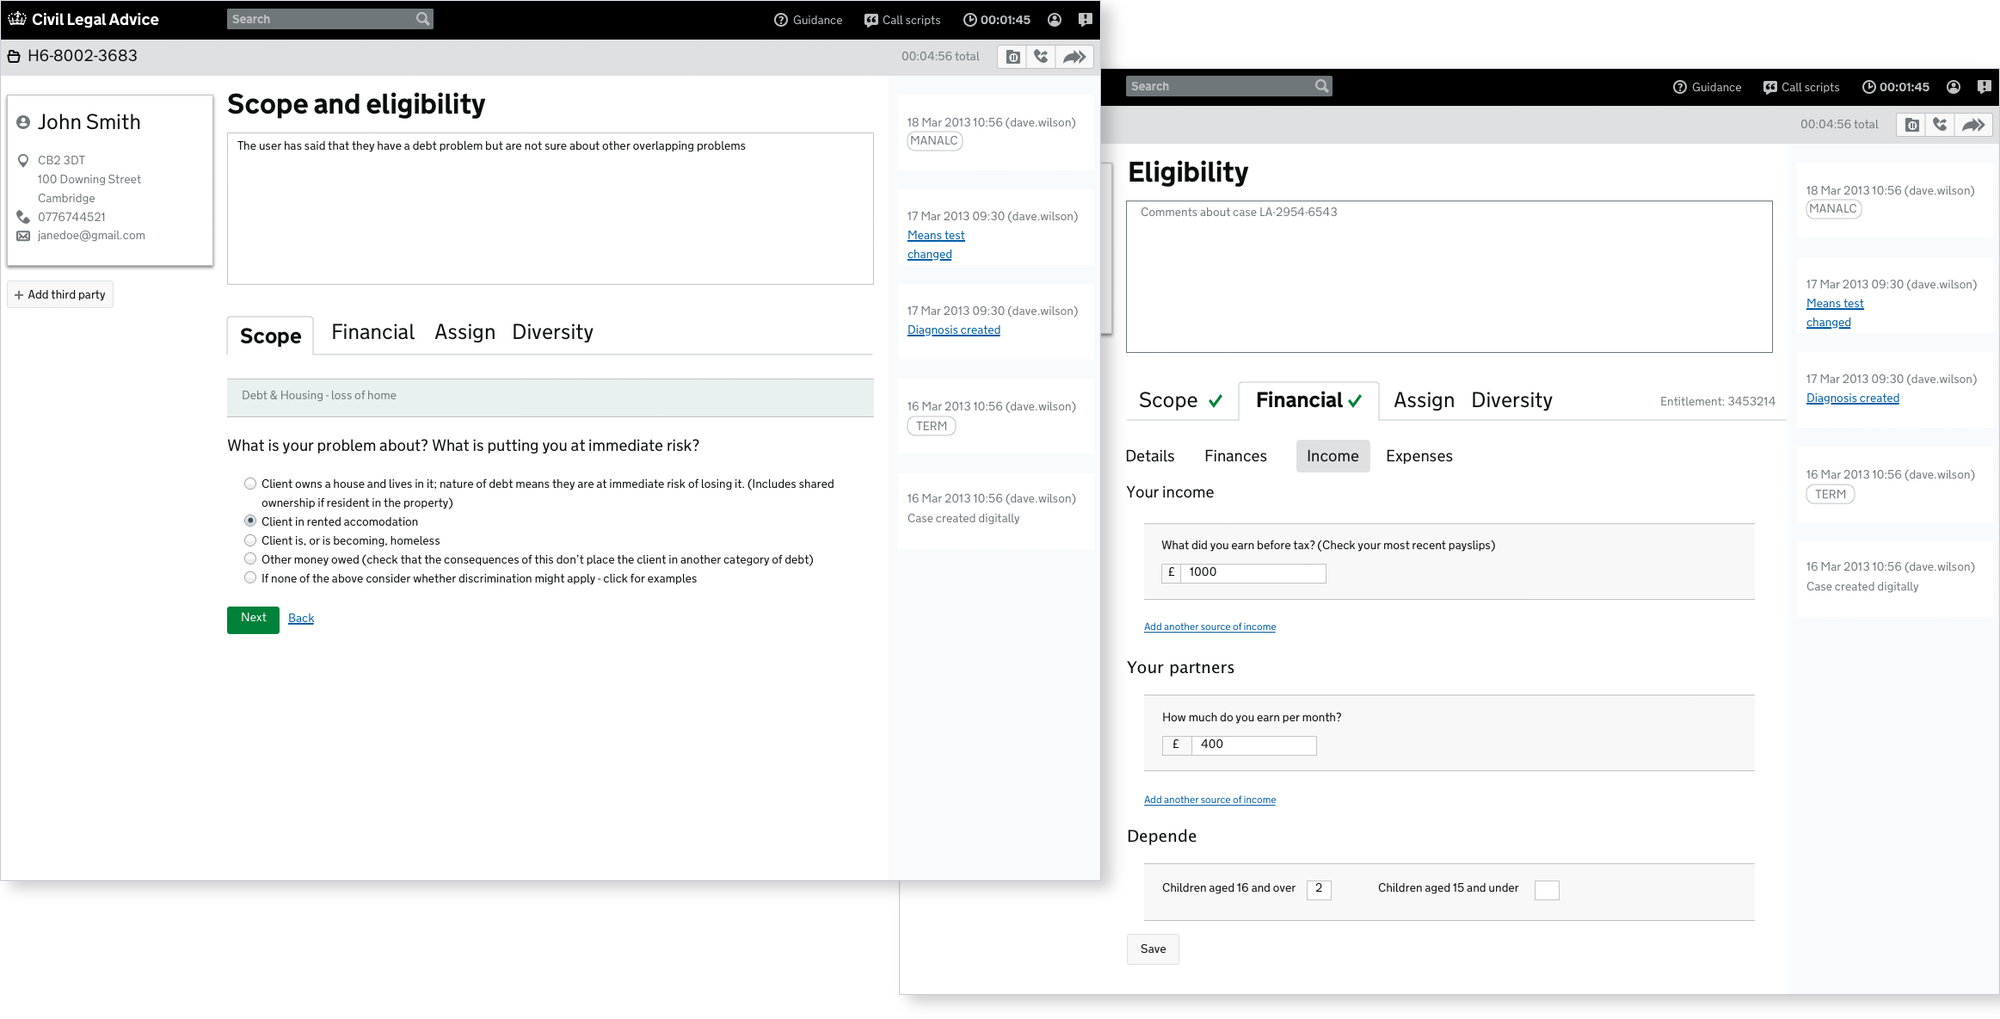 Civil Legal Advice
Search
Guidance
Call scripts
00:01:45
H6-8002-3683
00:04:56 total
John Smith
CB2 3DT
100 Downing Street
Cambridge
0776744521
janedoe@gmail.com
+ Add third party
Scope and eligibility
The user has said that they have a debt problem but are not sure about other overlapping problems
Scope Financial Assign Diversity
Debt & Housing - loss of home
What is your problem about? What is putting you at immediate risk?
Client owns a house and lives in it; nature of debt means they are at immediate risk of losing it. (Includes shared
ownership if resident in the property)
Client in rented accomodation
Client is, or is becoming, homeless
Other money owed (check that the consequences of this don't place the client in another category of debt)
If none of the above consider whether discrimination might apply - click for examples
Next Back
18 Mar 2013 10:56 (dave.wilson)
MANALC
17 Mar 2013 09:30 (dave.wilson)
Means test
changed
17 Mar 2013 09:30 (dave.wilson)
Diagnosis created
16 Mar 2013 10:56 (dave.wilson)
TERM
16 Mar 2013 10:56 (dave.wilson)
Case created digitally
Search
Guidance
Call scripts
00:01:45
00:04:56 total
Eligibility
Comments about case LA-2954-6543
Scope Financial Assign Diversity
Entitlement: 3453214
Details Finances Income Expenses
Your income
What did you earn before tax? (Check your most recent payslips)
£ 1000
Add another source of income
Your partners
How much do you earn per month?
£ 400
Add another source of income
Depende
Children aged 16 and over 2 Children aged 15 and under
Save
18 Mar 2013 10:56 (dave.wilson)
MANALC
17 Mar 2013 09:30 (dave.wilson)
Means test
changed
17 Mar 2013 09:30 (dave.wilson)
Diagnosis created
16 Mar 2013 10:56 (dave.wilson)
TERM
16 Mar 2013 10:56 (dave.wilson)
Case created digitally